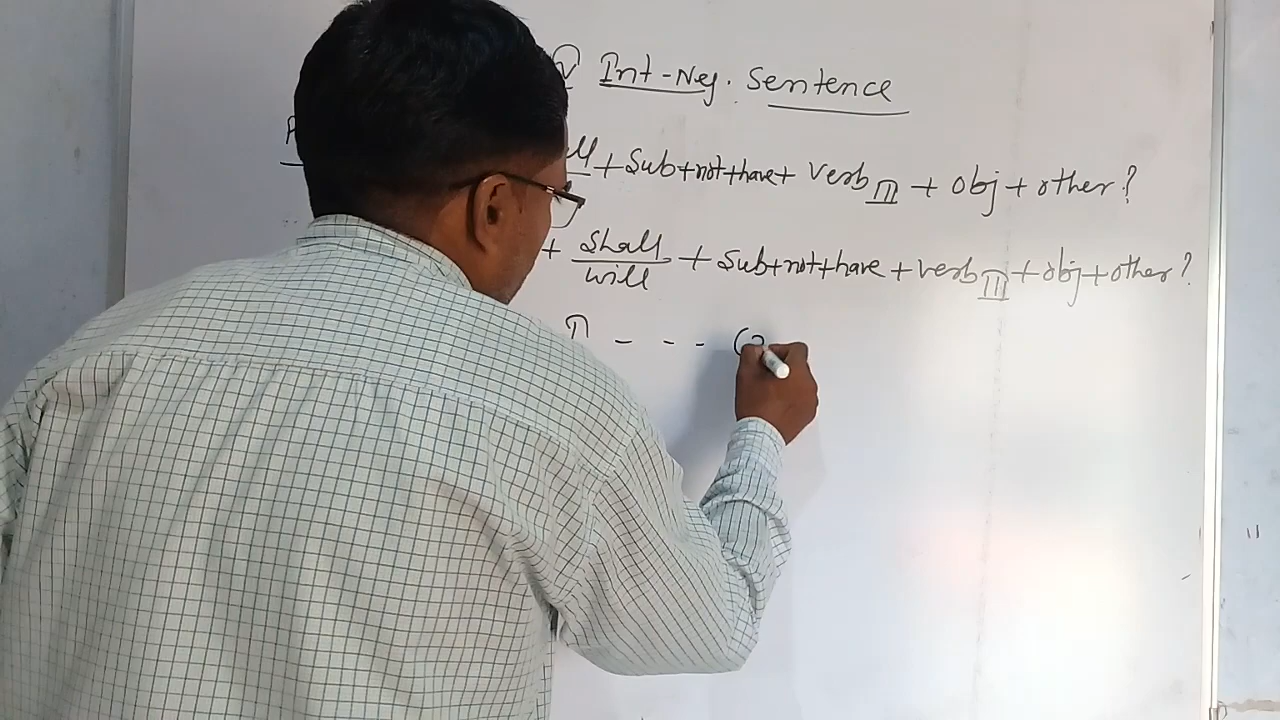 Int-Neg. Sentence
+ Sub+not+have+ Verb III + obj + other?
+ Shall/will + Sub+not+have + verb III + obj + other?
I - - - (